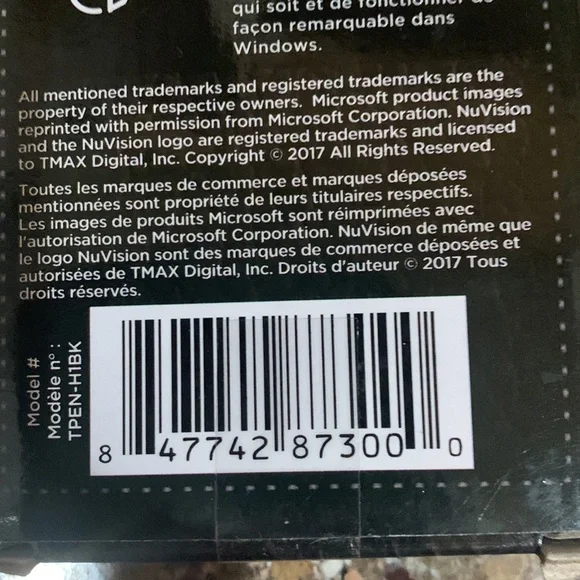 qui soit et de
façon remarquable dans
Windows.
All mentioned trademarks and registered trademarks are the
property of their respective owners. Microsoft product images
reprinted with permission from Microsoft Corporation. NuVision
and the NuVision logo are registered trademarks and licensed
to TMAX Digital, Inc. Copyright © 2017 All Rights Reserved.
Toutes les marques de commerce et marques déposées
mentionnées sont propriété de leurs titulaires respectifs.
Les images de produits Microsoft sont réimprimées avec
l'autorisation de Microsoft Corporation. NuVision de même que
le logo NuVision sont des marques de commerce déposées et
autorisées de TMAX Digital, Inc. Droits d'auteur © 2017 Tous
droits réservés.
Model #
Modèle nº :
TPEN-H1BK
8 47742 87300 0